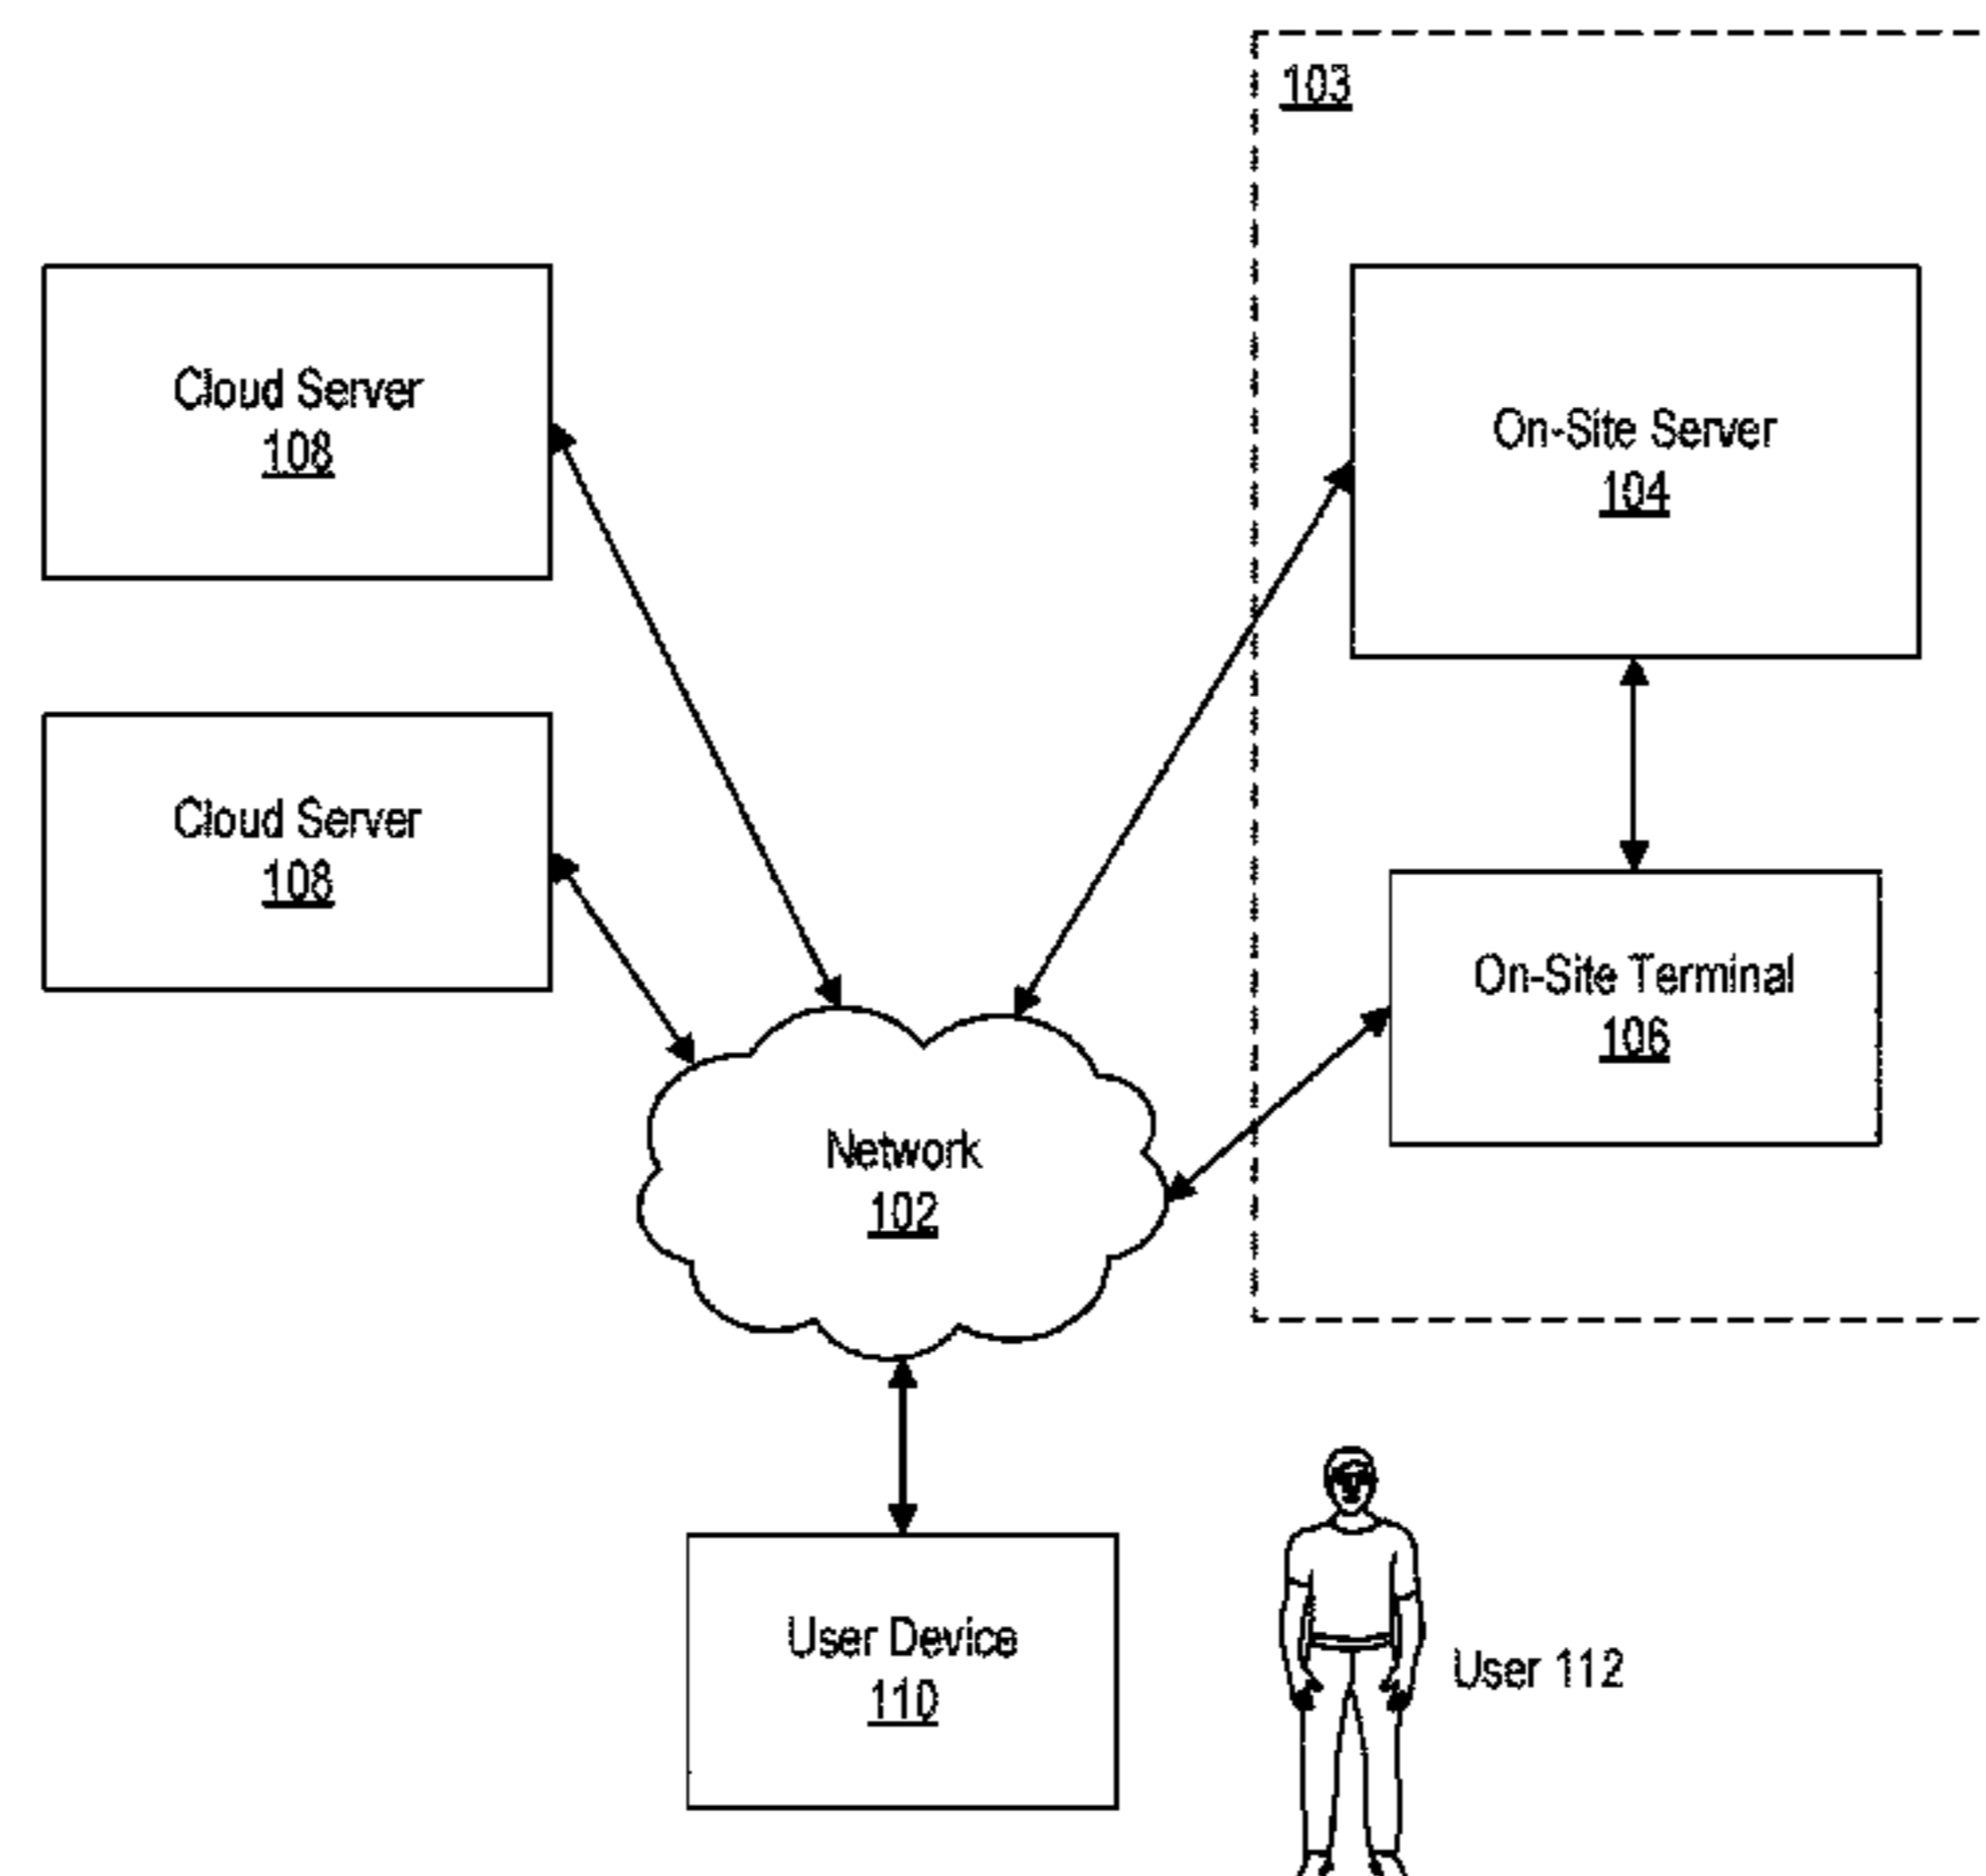 103
Cloud Server
108
On-Site Server
104
Cloud Server
108
On-Site Terminal
106
Network
102
User Device
110
User 112